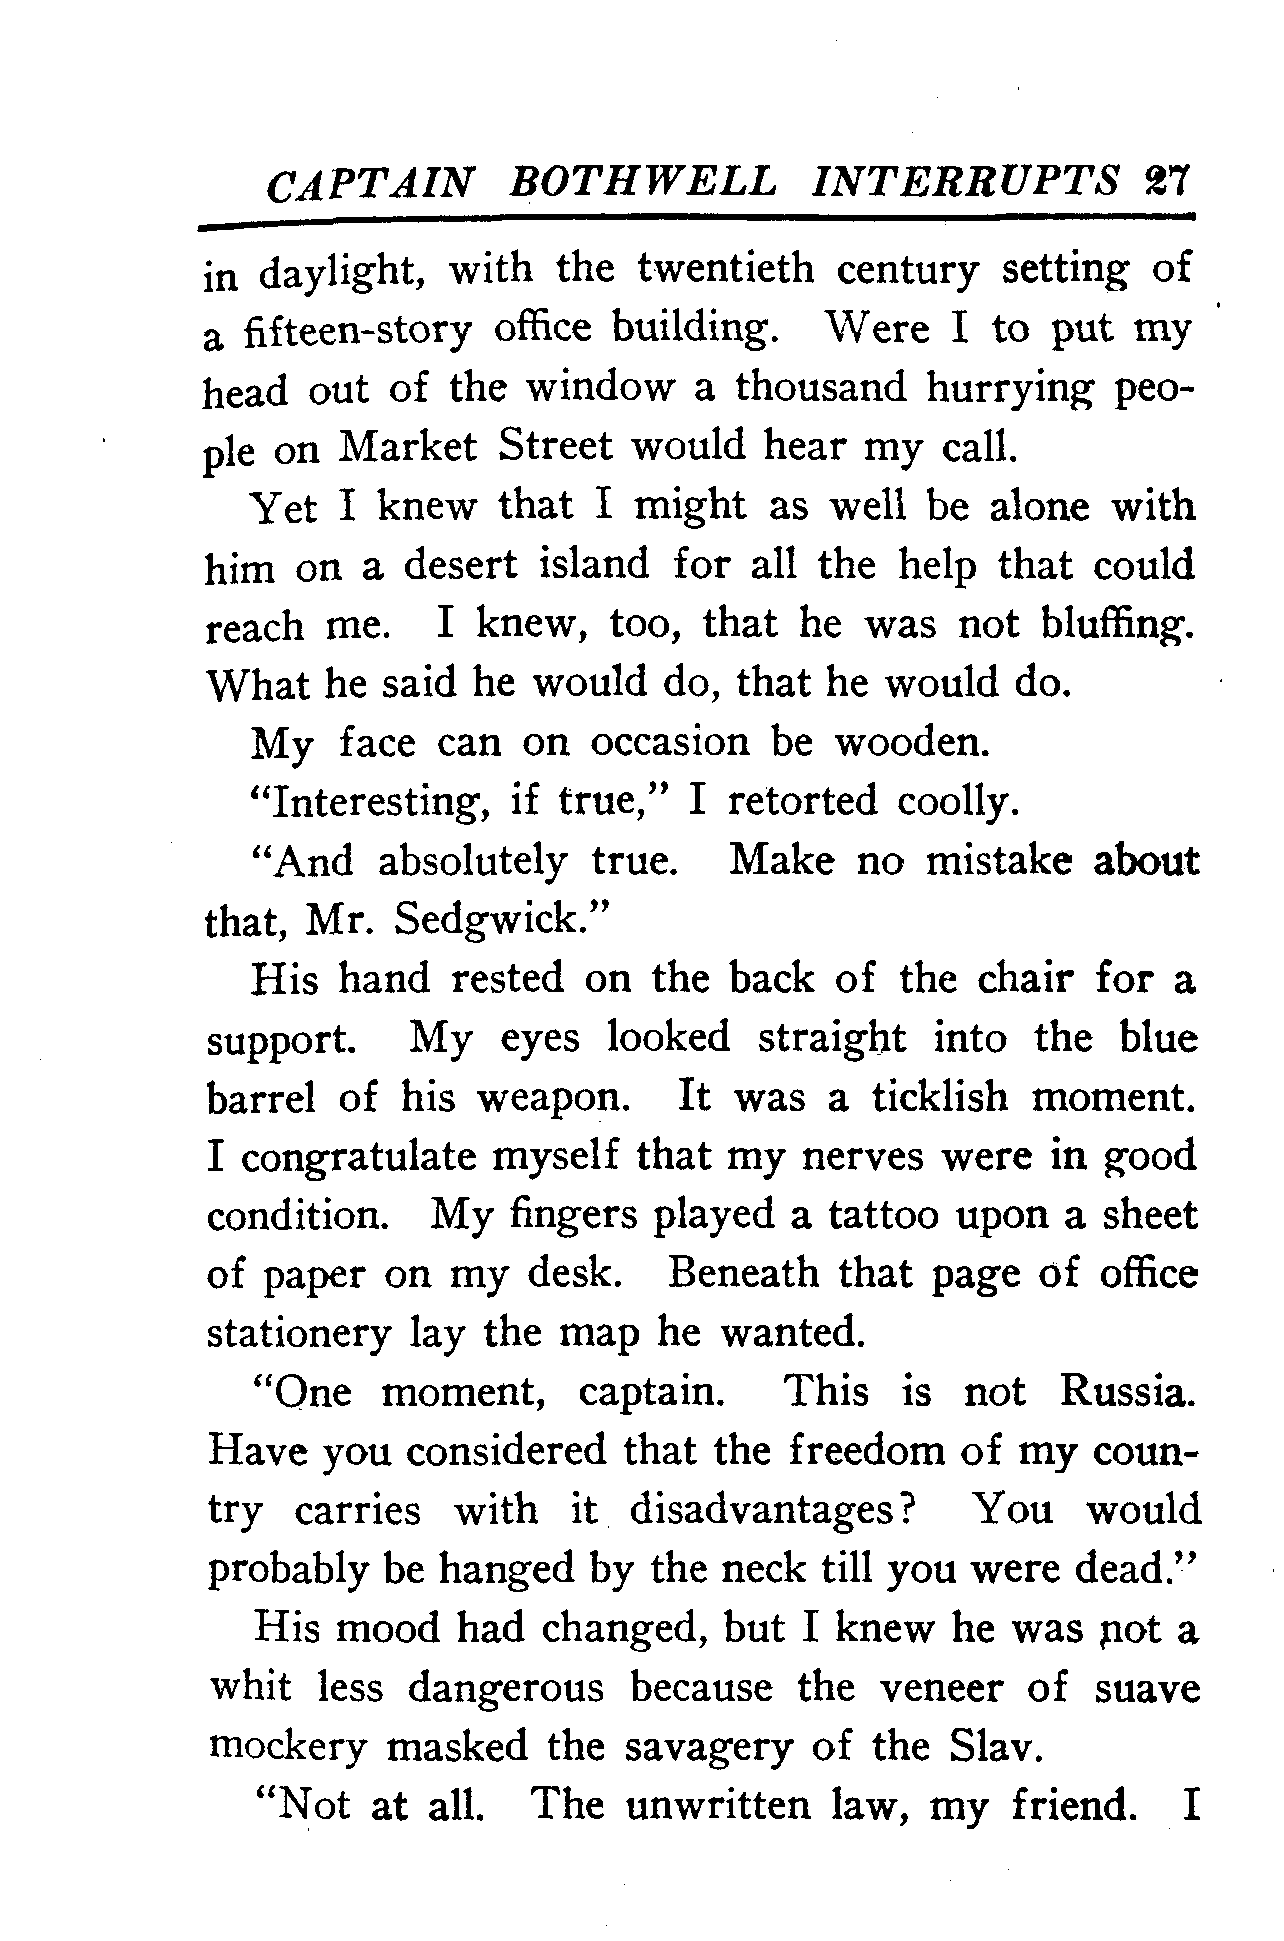 CAPTAIN BOTHWELL INTERRUPTS 27
in daylight, with the twentieth century setting of
a fifteen-story office building. Were I to put my
head out of the window a thousand hurrying peo-
ple on Market Street would hear my call.
Yet I knew that I might as well be alone with
him on a desert island for all the help that could
reach me. I knew, too, that he was not bluffing.
What he said he would do, that he would do.
My face can on occasion be wooden.
“Interesting, if true,” I retorted coolly.
“And absolutely true. Make no mistake about
that, Mr. Sedgwick.”
His hand rested on the back of the chair for a
support. My eyes looked straight into the blue
barrel of his weapon. It was a ticklish moment.
I congratulate myself that my nerves were in good
condition. My fingers played a tattoo upon a sheet
of paper on my desk. Beneath that page of office
stationery lay the map he wanted.
“One moment, captain. This is not Russia.
Have you considered that the freedom of my coun-
try carries with it disadvantages? You would
probably be hanged by the neck till you were dead.”
His mood had changed, but I knew he was not a
whit less dangerous because the veneer of suave
mockery masked the savagery of the Slav.
“Not at all. The unwritten law, my friend. I